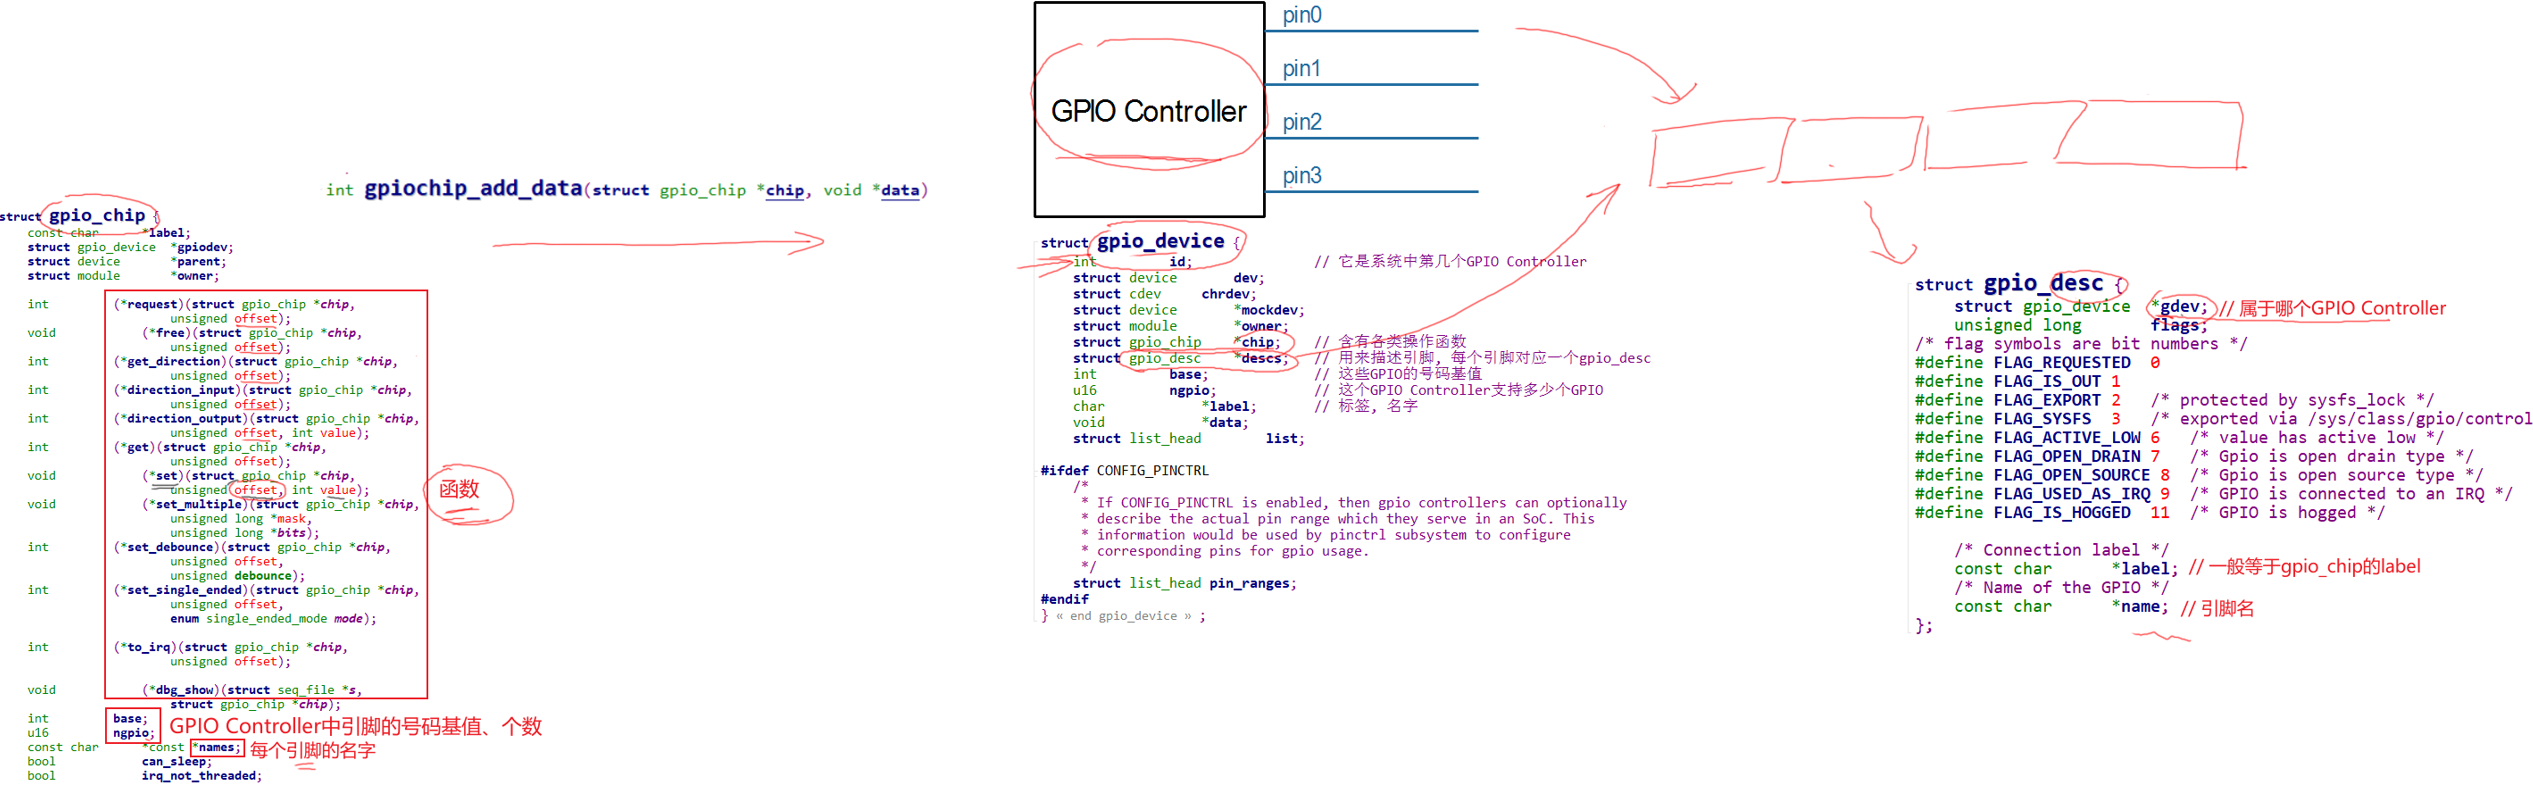 struct gpio_chip {
const char *label;
struct gpio_device *gpiodev;
struct device *parent;
struct module *owner;
int (*request)(struct gpio_chip *chip,
unsigned offset);
void (*free)(struct gpio_chip *chip,
unsigned offset);
int (*get_direction)(struct gpio_chip *chip,
unsigned offset);
int (*direction_input)(struct gpio_chip *chip,
unsigned offset);
int (*direction_output)(struct gpio_chip *chip,
unsigned offset, int value);
int (*get)(struct gpio_chip *chip,
unsigned offset);
void (*set)(struct gpio_chip *chip,
unsigned offset, int value);
void (*set_multiple)(struct gpio_chip *chip,
unsigned long *mask,
unsigned long *bits);
int (*set_debounce)(struct gpio_chip *chip,
unsigned offset,
unsigned debounce);
int (*set_single_ended)(struct gpio_chip *chip,
unsigned offset,
enum single_ended_mode mode);
int (*to_irq)(struct gpio_chip *chip,
unsigned offset);
void (*dbg_show)(struct seq_file *s,
struct gpio_chip *chip);
int base;
u16 ngpio;
GPIO Controller中引脚的号码基值、个数
const char *const *names; 每个引脚的名字
bool can_sleep;
bool irq_not_threaded;
函数
int gpiochip_add_data(struct gpio_chip *chip, void *data)
GPIO Controller
pin0
pin1
pin2
pin3
struct gpio_device {
int id; // 它是系统中第几个GPIO Controller
struct device dev;
struct cdev chrdev;
struct device *mockdev;
struct module *owner;
struct gpio_chip *chip; // 含有各类操作函数
struct gpio_desc *descs; // 用来描述引脚, 每个引脚对应一个gpio_desc
int base; // 这些GPIO的号码基值
u16 ngpio; // 这个GPIO Controller支持多少个GPIO
char *label; // 标签, 名字
void *data;
struct list_head list;
#ifdef CONFIG_PINCTRL
/*
* If CONFIG_PINCTRL is enabled, then gpio controllers can optionally
* describe the actual pin range which they serve in an SoC. This
* information would be used by pinctrl subsystem to configure
* corresponding pins for gpio usage.
*/
struct list_head pin_ranges;
#endif
} « end gpio_device » ;
struct gpio_desc {
struct gpio_device *gdev; // 属于哪个GPIO Controller
unsigned long flags;
/* flag symbols are bit numbers */
#define FLAG_REQUESTED 0
#define FLAG_IS_OUT 1
#define FLAG_EXPORT 2 /* protected by sysfs_lock */
#define FLAG_SYSFS 3 /* exported via /sys/class/gpio/control
#define FLAG_ACTIVE_LOW 6 /* value has active low */
#define FLAG_OPEN_DRAIN 7 /* Gpio is open drain type */
#define FLAG_OPEN_SOURCE 8 /* Gpio is open source type */
#define FLAG_USED_AS_IRQ 9 /* GPIO is connected to an IRQ */
#define FLAG_IS_HOGGED 11 /* GPIO is hogged */
/* Connection label */
const char *label; // 一般等于gpio_chip的label
/* Name of the GPIO */
const char *name; // 引脚名
};